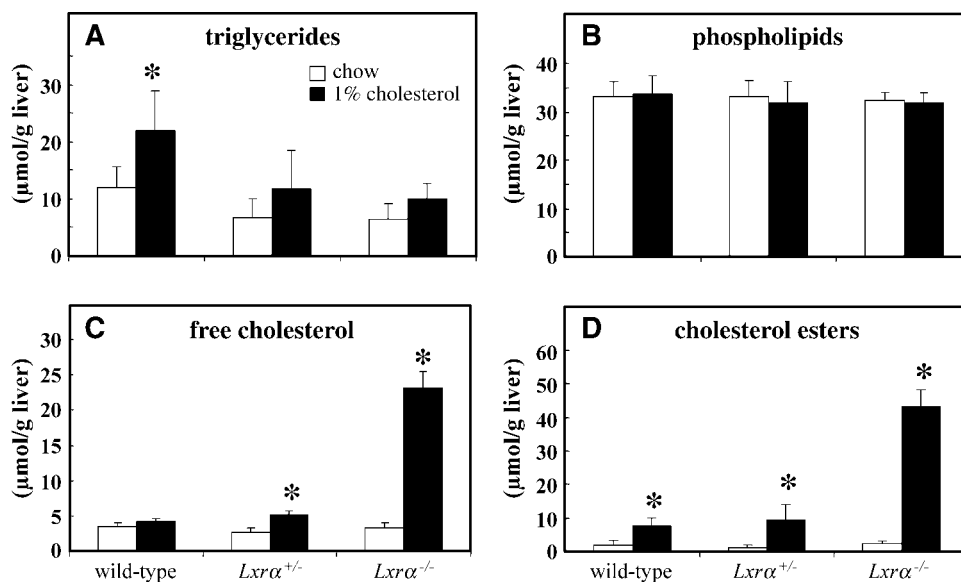 A
triglycerides
chow
1% cholesterol
*
(μmol/g liver)
30
20
10
0
B
phospholipids
(μmol/g liver)
40
30
20
10
0
C
free cholesterol
*
*
(μmol/g liver)
30
25
20
15
10
5
0
wild-type
Lxrα+/-
Lxrα-/-
D
cholesterol esters
*
*
*
(μmol/g liver)
60
50
40
30
20
10
0
wild-type
Lxrα+/-
Lxrα-/-